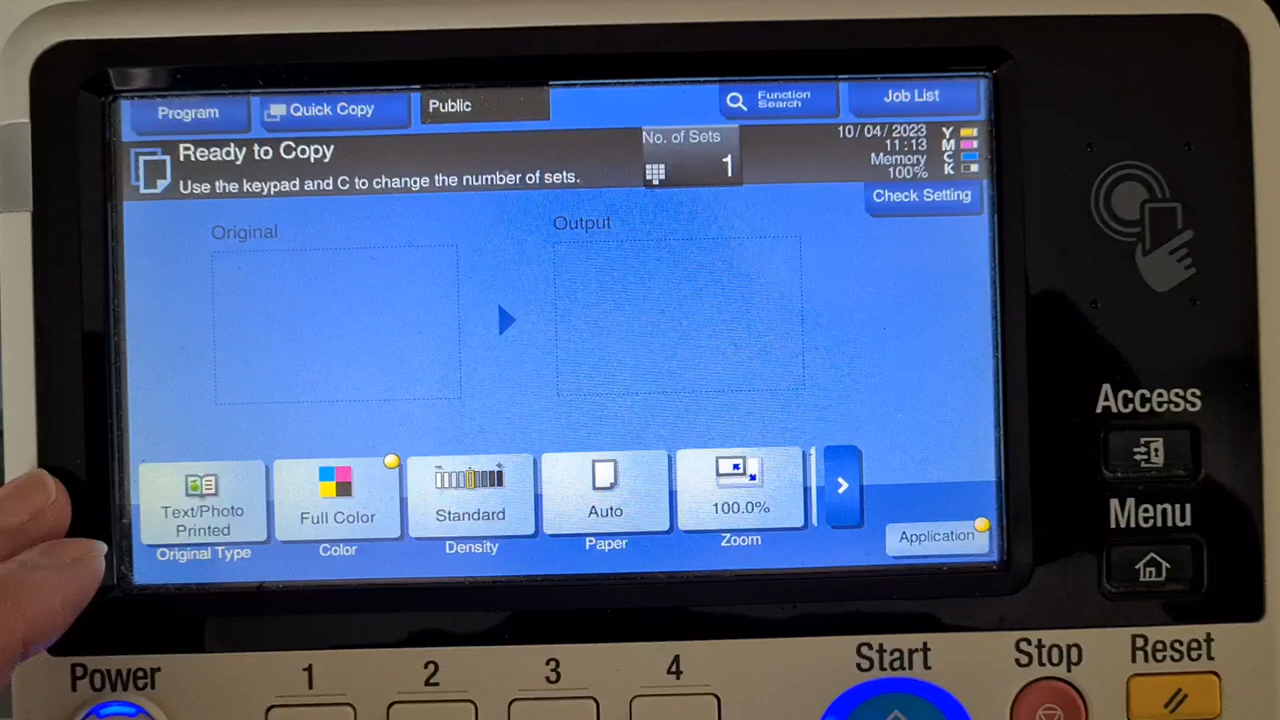 Program
Quick Copy
Public
Function
Search
Job List
Ready to Copy
Use the keypad and C to change the number of sets.
No. of Sets
1
10/04/2023
11:13
Memory
100%
Y
M
C
K
Check Setting
Original
Output
Text/Photo
Printed
Original Type
Full Color
Color
- +
Standard
Density
Auto
Paper
100.0%
Zoom
Application
Access
Menu
Power
1
2
3
4
Start
Stop
Reset